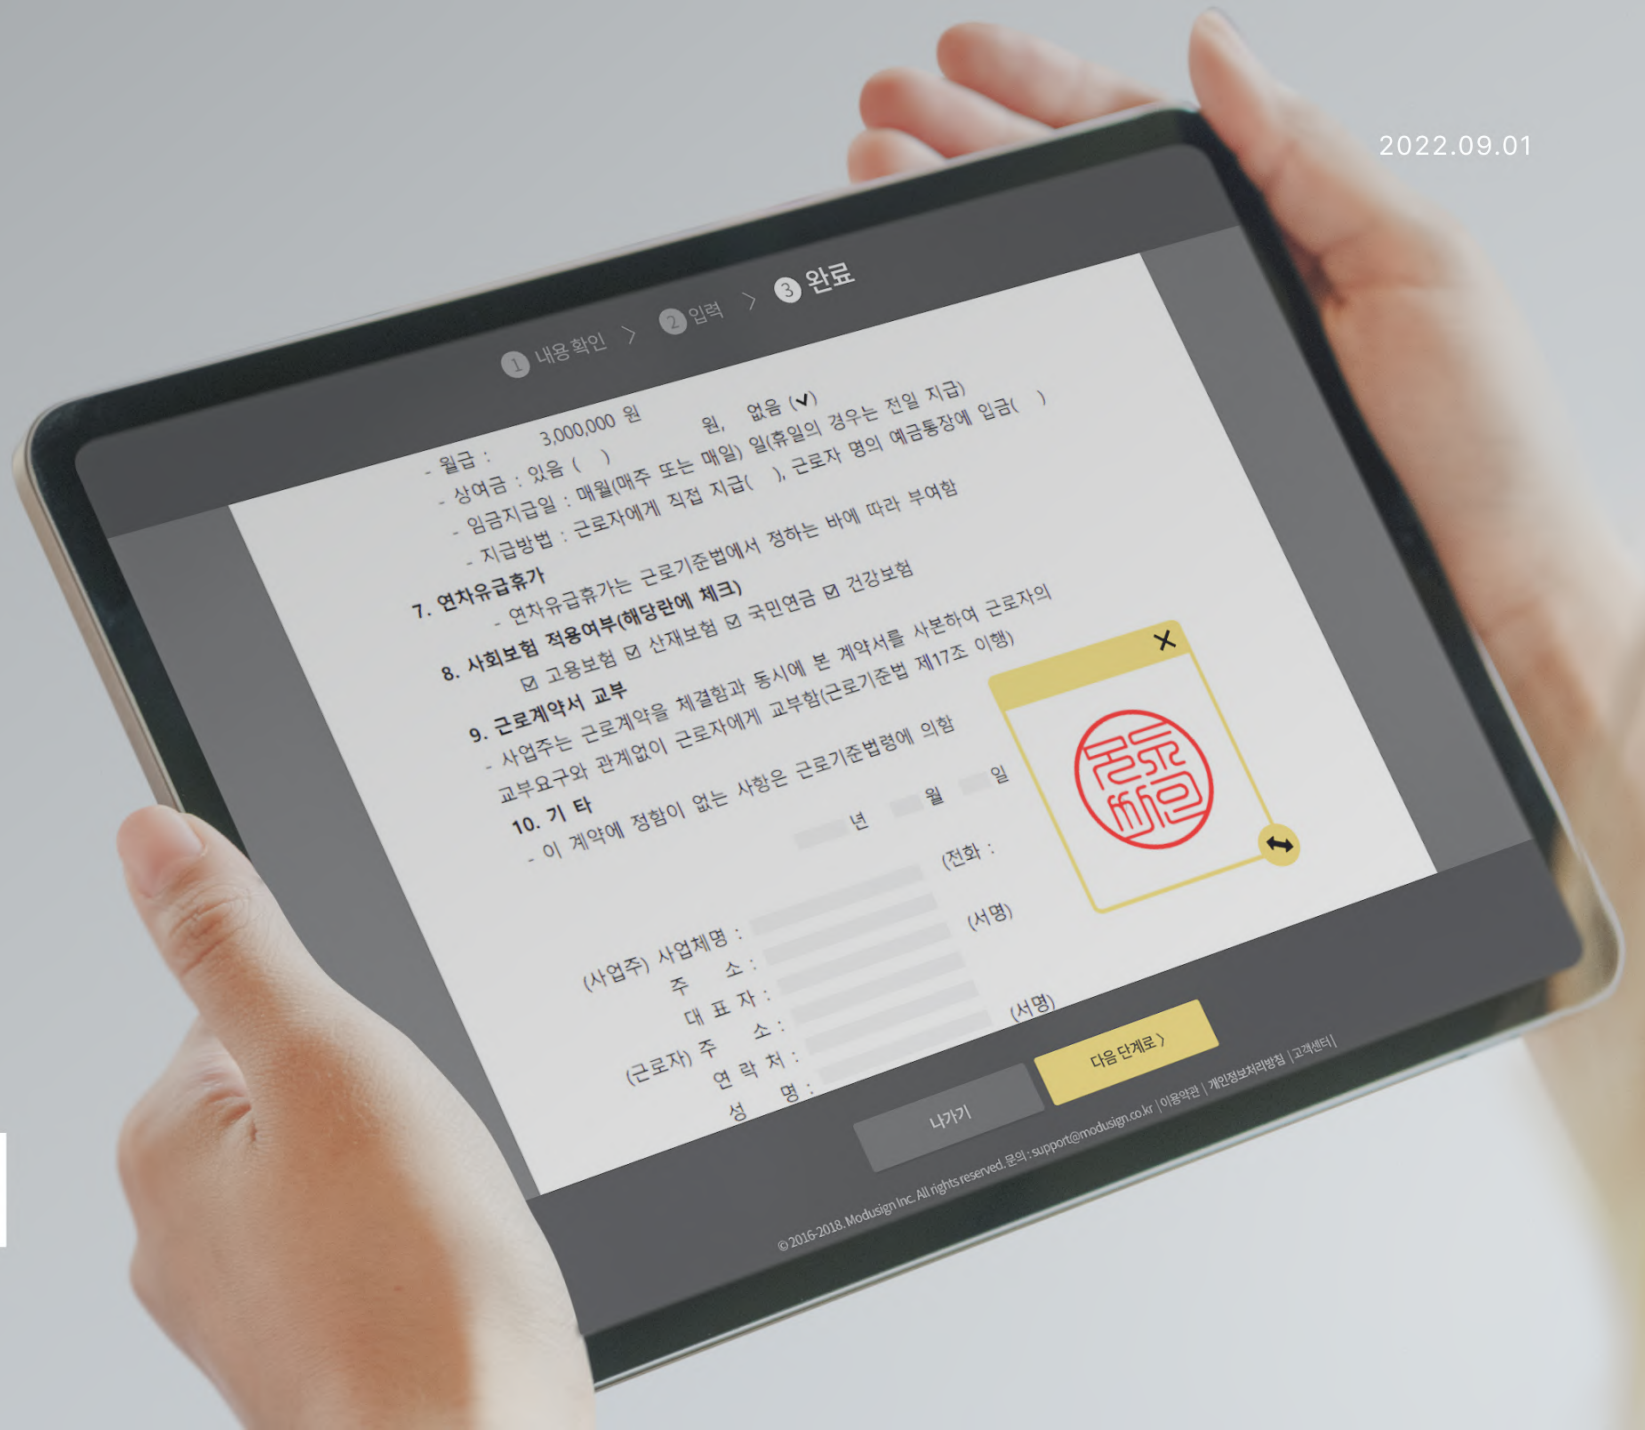 2022.09.01
1 내용확인 > 2 입력 > 3 완료
- 월급 : 3,000,000 원
- 상여금 : 있음 ( ) 원, 없음 (✓)
- 임금지급일 : 매월(매주 또는 매일) 일(휴일의 경우는 전일 지급)
- 지급방법 : 근로자에게 직접 지급( ), 근로자 명의 예금통장에 입금( )
7. 연차유급휴가
- 연차유급휴가는 근로기준법에서 정하는 바에 따라 부여함
8. 사회보험 적용여부(해당란에 체크)
☑ 고용보험 ☑ 산재보험 ☑ 국민연금 ☑ 건강보험
9. 근로계약서 교부
- 사업주는 근로계약을 체결함과 동시에 본 계약서를 사본하여 근로자의
교부요구와 관계없이 근로자에게 교부함(근로기준법 제17조 이행)
10. 기 타
- 이 계약에 정함이 없는 사항은 근로기준법령에 의함
년 월 일
(사업주) 사업체명 : (전화 :
주 소 :
대 표 자 : (서명)
(근로자) 주 소 :
연 락 처 :
성 명 : (서명)
나가기 다음 단계로 >
© 2016-2018. Modusign Inc. All rights reserved. 문의 : support@modusign.co.kr | 이용약관 | 개인정보처리방침 | 고객센터 |